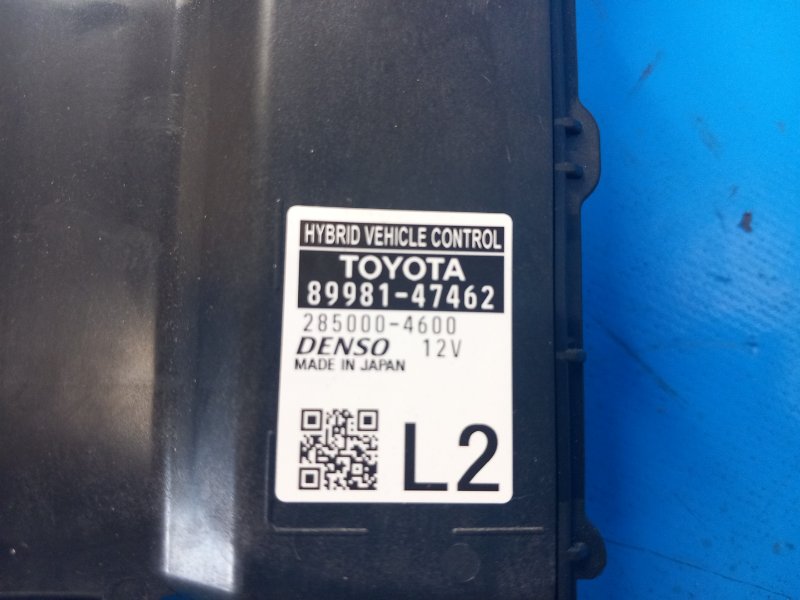 HYBRID VEHICLE CONTROL
TOYOTA
89981-47462
285000-4600
DENSO 12V
MADE IN JAPAN
L2